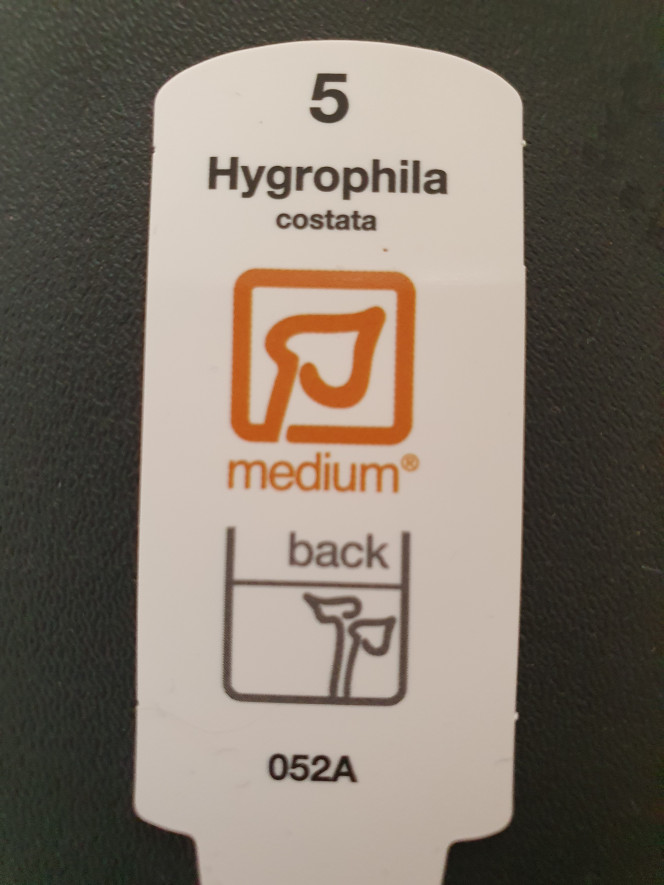 5
Hygrophila
costata
medium®
back
052A